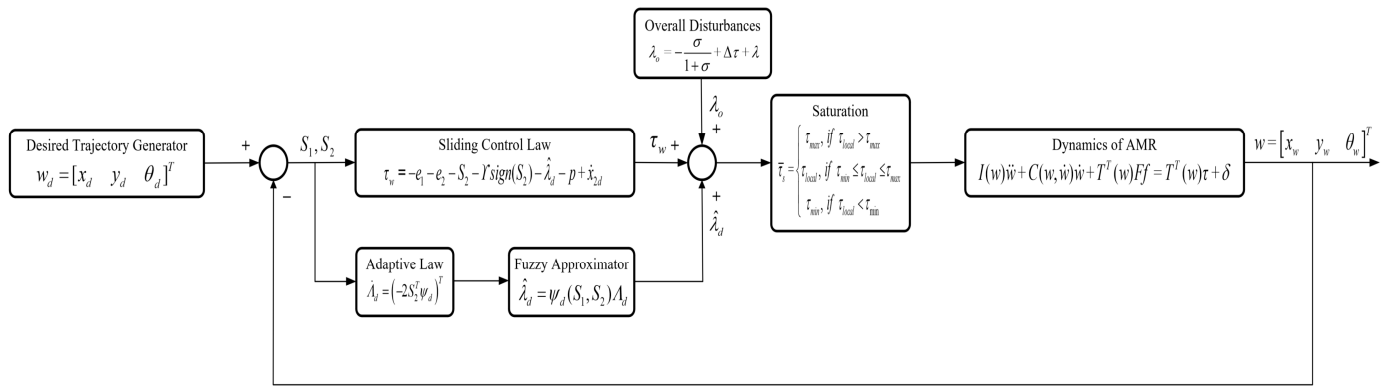 Overall Disturbances
λ_o = -σ/(1+σ) + Δτ + λ
λ_o
+
Desired Trajectory Generator
w_d = [x_d y_d θ_d]^T
+
−
S_1, S_2
Sliding Control Law
τ_w = -e_1 - e_2 - S_2 - ϒsign(S_2) - λ̂_d - p + ẋ_2d
τ_w +
Saturation
τ̄_s = { τ_max, if τ_local > τ_max
τ_local, if τ_min ≤ τ_local ≤ τ_max
τ_min, if τ_local < τ_min
Dynamics of AMR
I(w)ẅ + C(w, ẇ)ẇ + T^T(w)Ff = T^T(w)τ + δ
w = [x_w y_w θ_w]^T
+
λ̂_d
Adaptive Law
Λ̇_d = (-2S_2^T ψ_d)^T
Fuzzy Approximator
λ̂_d = ψ_d(S_1, S_2)Λ_d